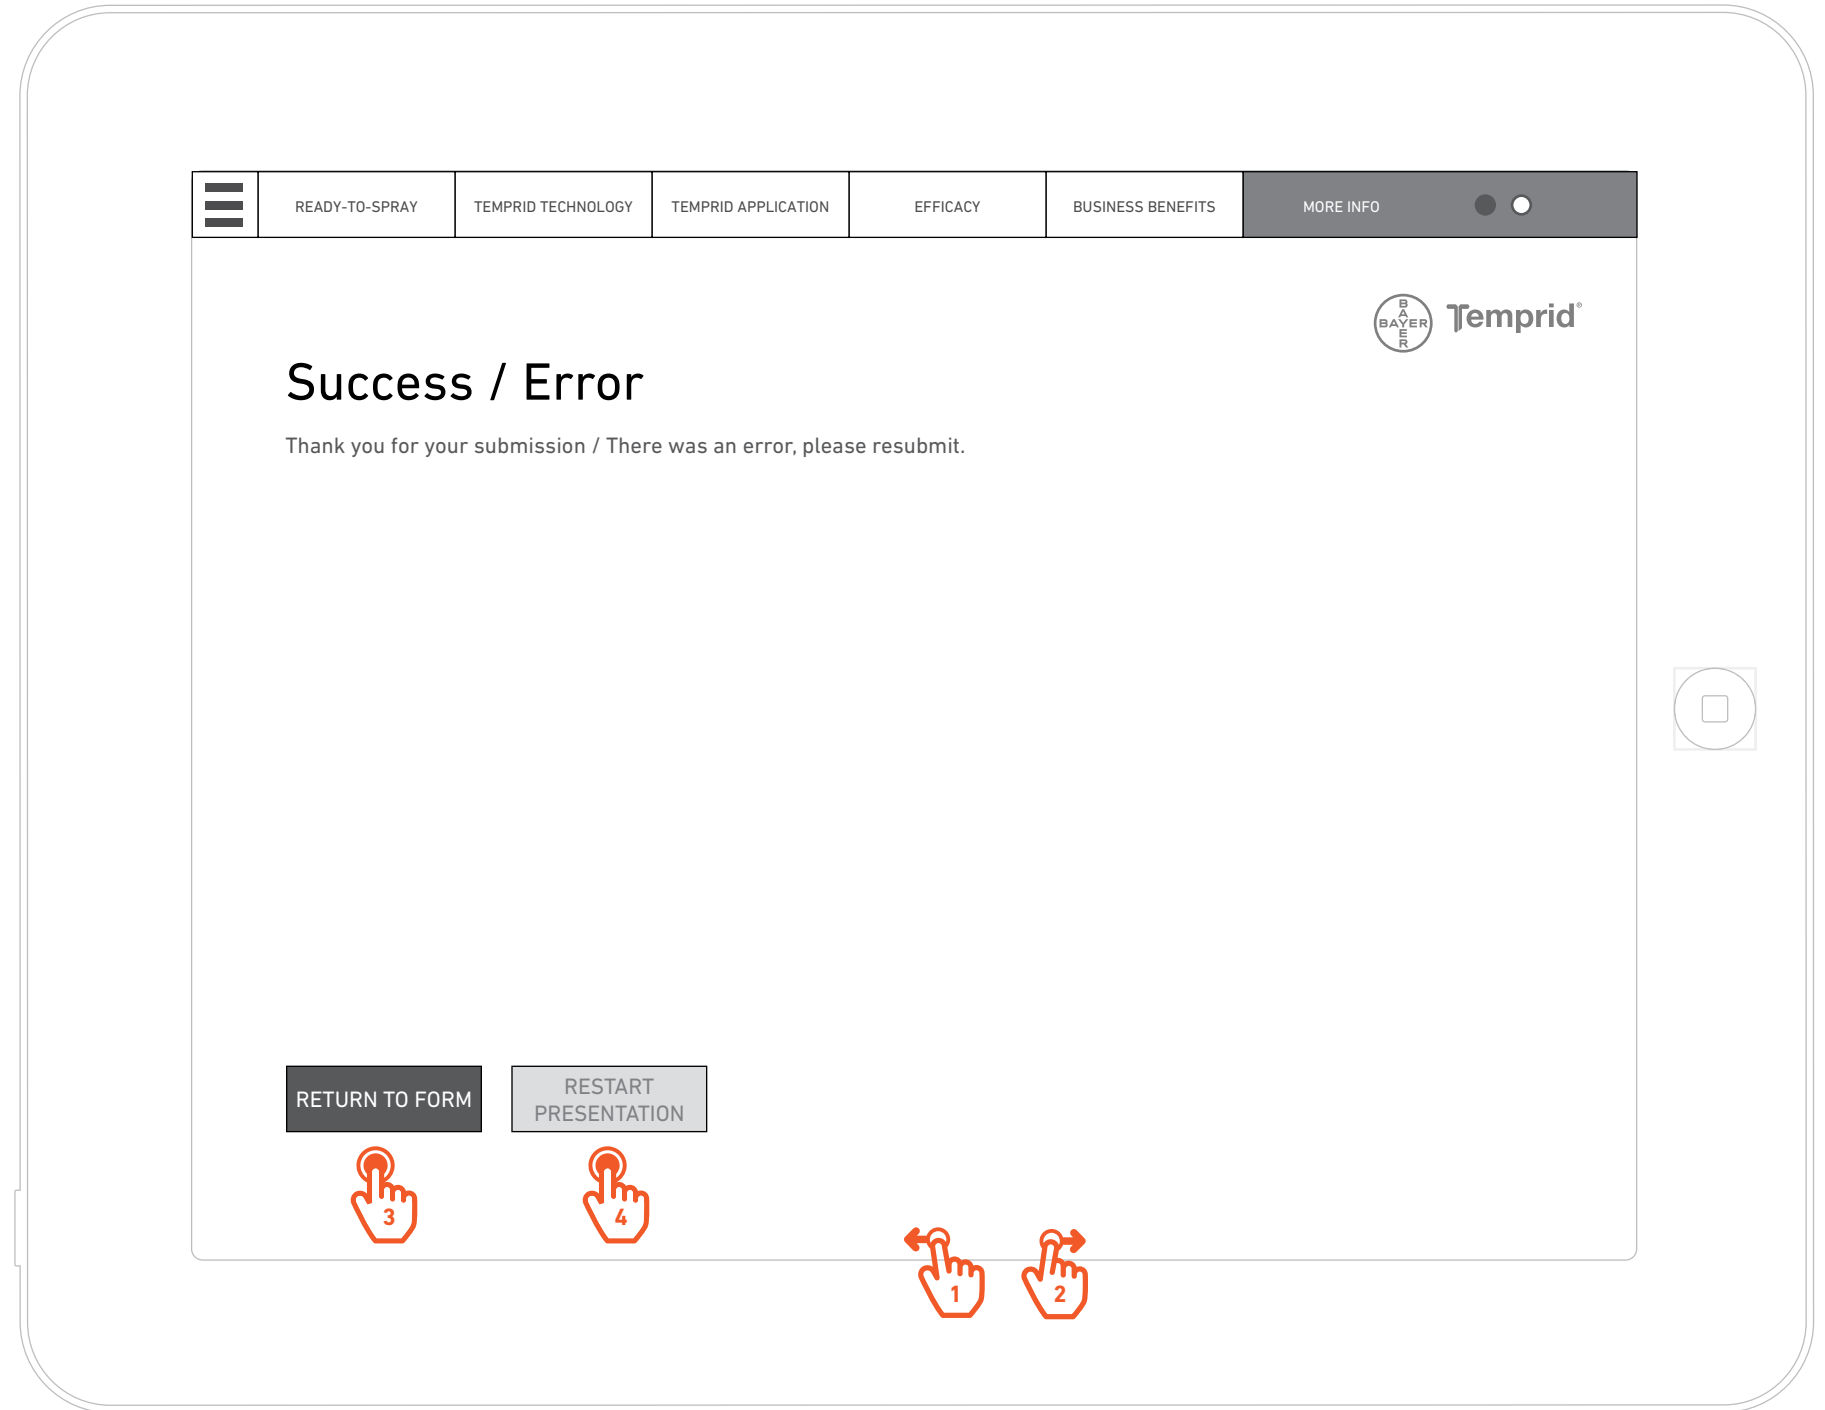 READY-TO-SPRAY
TEMPRID TECHNOLOGY
TEMPRID APPLICATION
EFFICACY
BUSINESS BENEFITS
MORE INFO
BAYER
BAYER
Temprid®
Success / Error
Thank you for your submission / There was an error, please resubmit.
RETURN TO FORM
RESTART
PRESENTATION
3
4
1
2